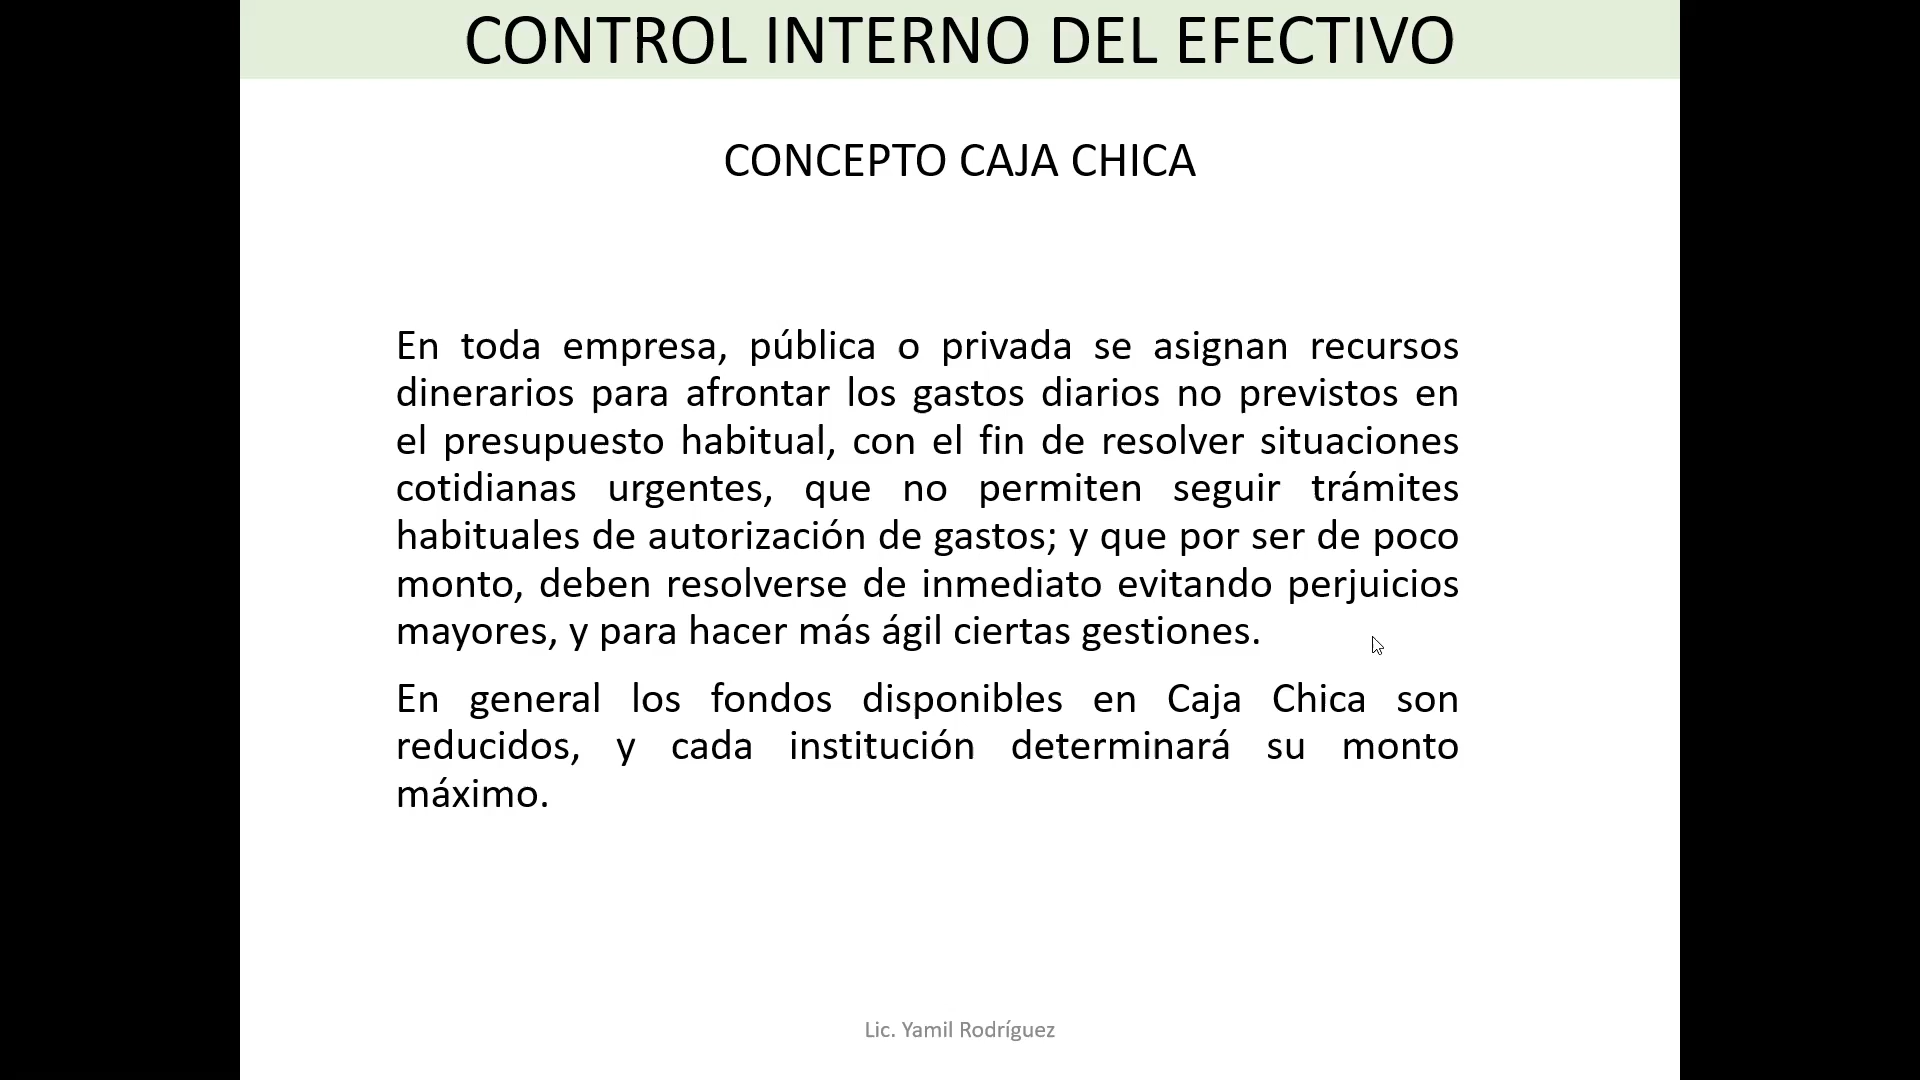 CONTROL INTERNO DEL EFECTIVO
CONCEPTO CAJA CHICA
En toda empresa, pública o privada se asignan recursos
dinerarios para afrontar los gastos diarios no previstos en
el presupuesto habitual, con el fin de resolver situaciones
cotidianas urgentes, que no permiten seguir trámites
habituales de autorización de gastos; y que por ser de poco
monto, deben resolverse de inmediato evitando perjuicios
mayores, y para hacer más ágil ciertas gestiones.
En general los fondos disponibles en Caja Chica son
reducidos, y cada institución determinará su monto
máximo.
Lic. Yamil Rodríguez